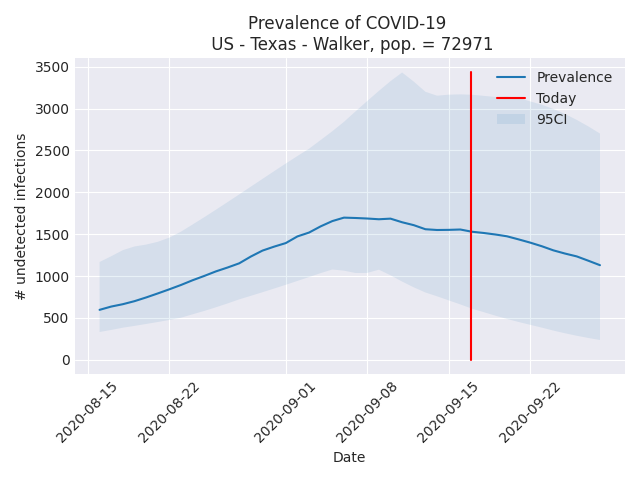 Prevalence of COVID-19
US - Texas - Walker, pop. = 72971
# undetected infections
3500
3000
2500
2000
1500
1000
500
0
Prevalence
Today
95CI
2020-08-15
2020-08-22
2020-09-01
2020-09-08
2020-09-15
2020-09-22
Date